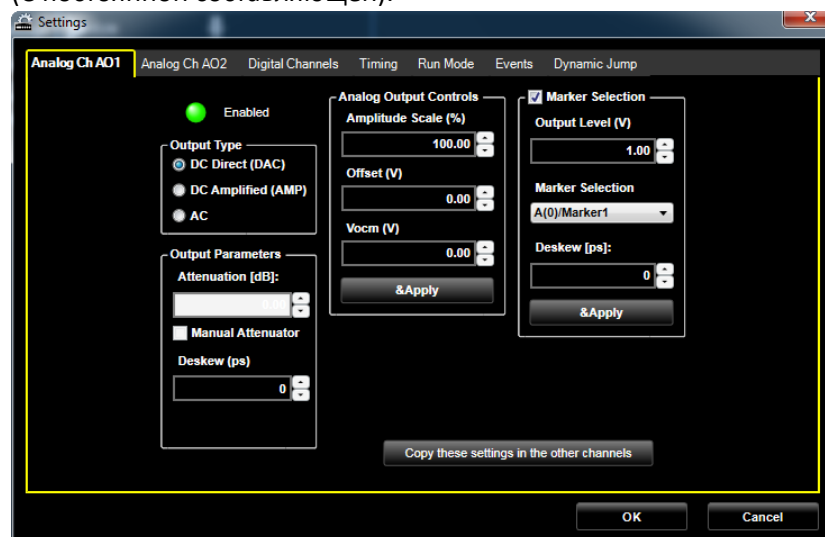 Settings
Analog Ch AO1 Analog Ch AO2 Digital Channels Timing Run Mode Events Dynamic Jump
Enabled
Output Type
DC Direct (DAC)
DC Amplified (AMP)
AC
Output Parameters
Attenuation [dB]:
0.00
Manual Attenuator
Deskew (ps)
0
Analog Output Controls
Amplitude Scale (%)
100.00
Offset (V)
0.00
Vocm (V)
0.00
&Apply
Marker Selection
Output Level (V)
1.00
Marker Selection
A(0)/Marker1
Deskew [ps]:
0
&Apply
Copy these settings in the other channels
OK Cancel